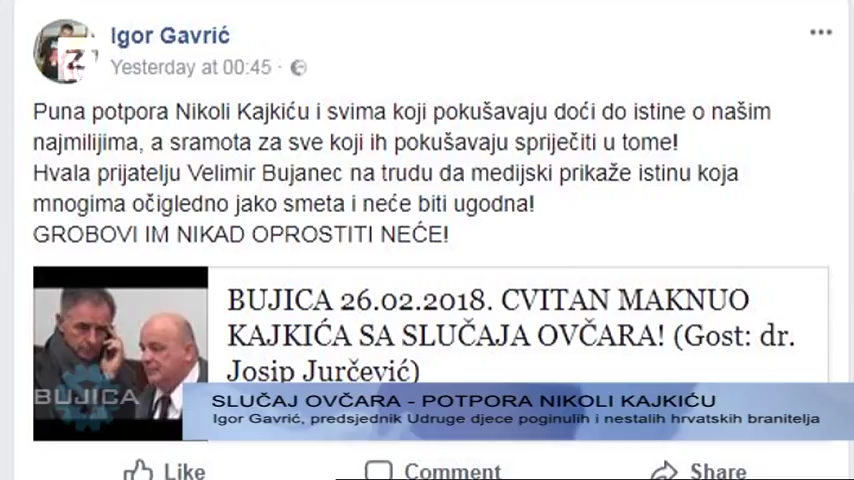 Igor Gavrić
Yesterday at 00:45 ·
Puna potpora Nikoli Kajkiću i svima koji pokušavaju doći do istine o našim
najmilijima, a sramota za sve koji ih pokušavaju spriječiti u tome!
Hvala prijatelju Velimir Bujanec na trudu da medijski prikaže istinu koja
mnogima očigledno jako smeta i neće biti ugodna!
GROBOVI IM NIKAD OPROSTITI NEĆE!
BUJICA 26.02.2018. CVITAN MAKNUO
KAJKIĆA SA SLUČAJA OVČARA! (Gost: dr.
Josip Jurčević)
BUJICA
SLUČAJ OVČARA - POTPORA NIKOLI KAJKIĆU
Igor Gavrić, predsjednik Udruge djece poginulih i nestalih hrvatskih branitelja
Like Comment Share